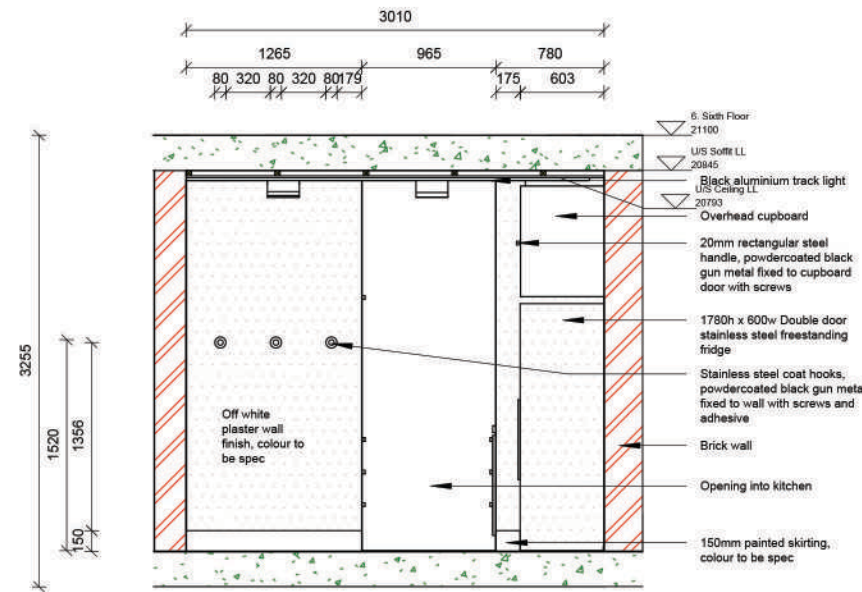 3010
1265 965 780
80 320 80 320 80 179 175 603
6. Sixth Floor
21100
U/S Soffit LL
20845
Black aluminium track light
U/S Ceiling LL
20793
Overhead cupboard
20mm rectangular steel
handle, powdercoated black
gun metal fixed to cupboard
door with screws
1780h x 600w Double door
stainless steel freestanding
fridge
Stainless steel coat hooks,
powdercoated black gun meta
fixed to wall with screws and
adhesive
Off white
plaster wall
finish, colour to
be spec
Brick wall
Opening into kitchen
150mm painted skirting,
colour to be spec
3255
1520
1356
150